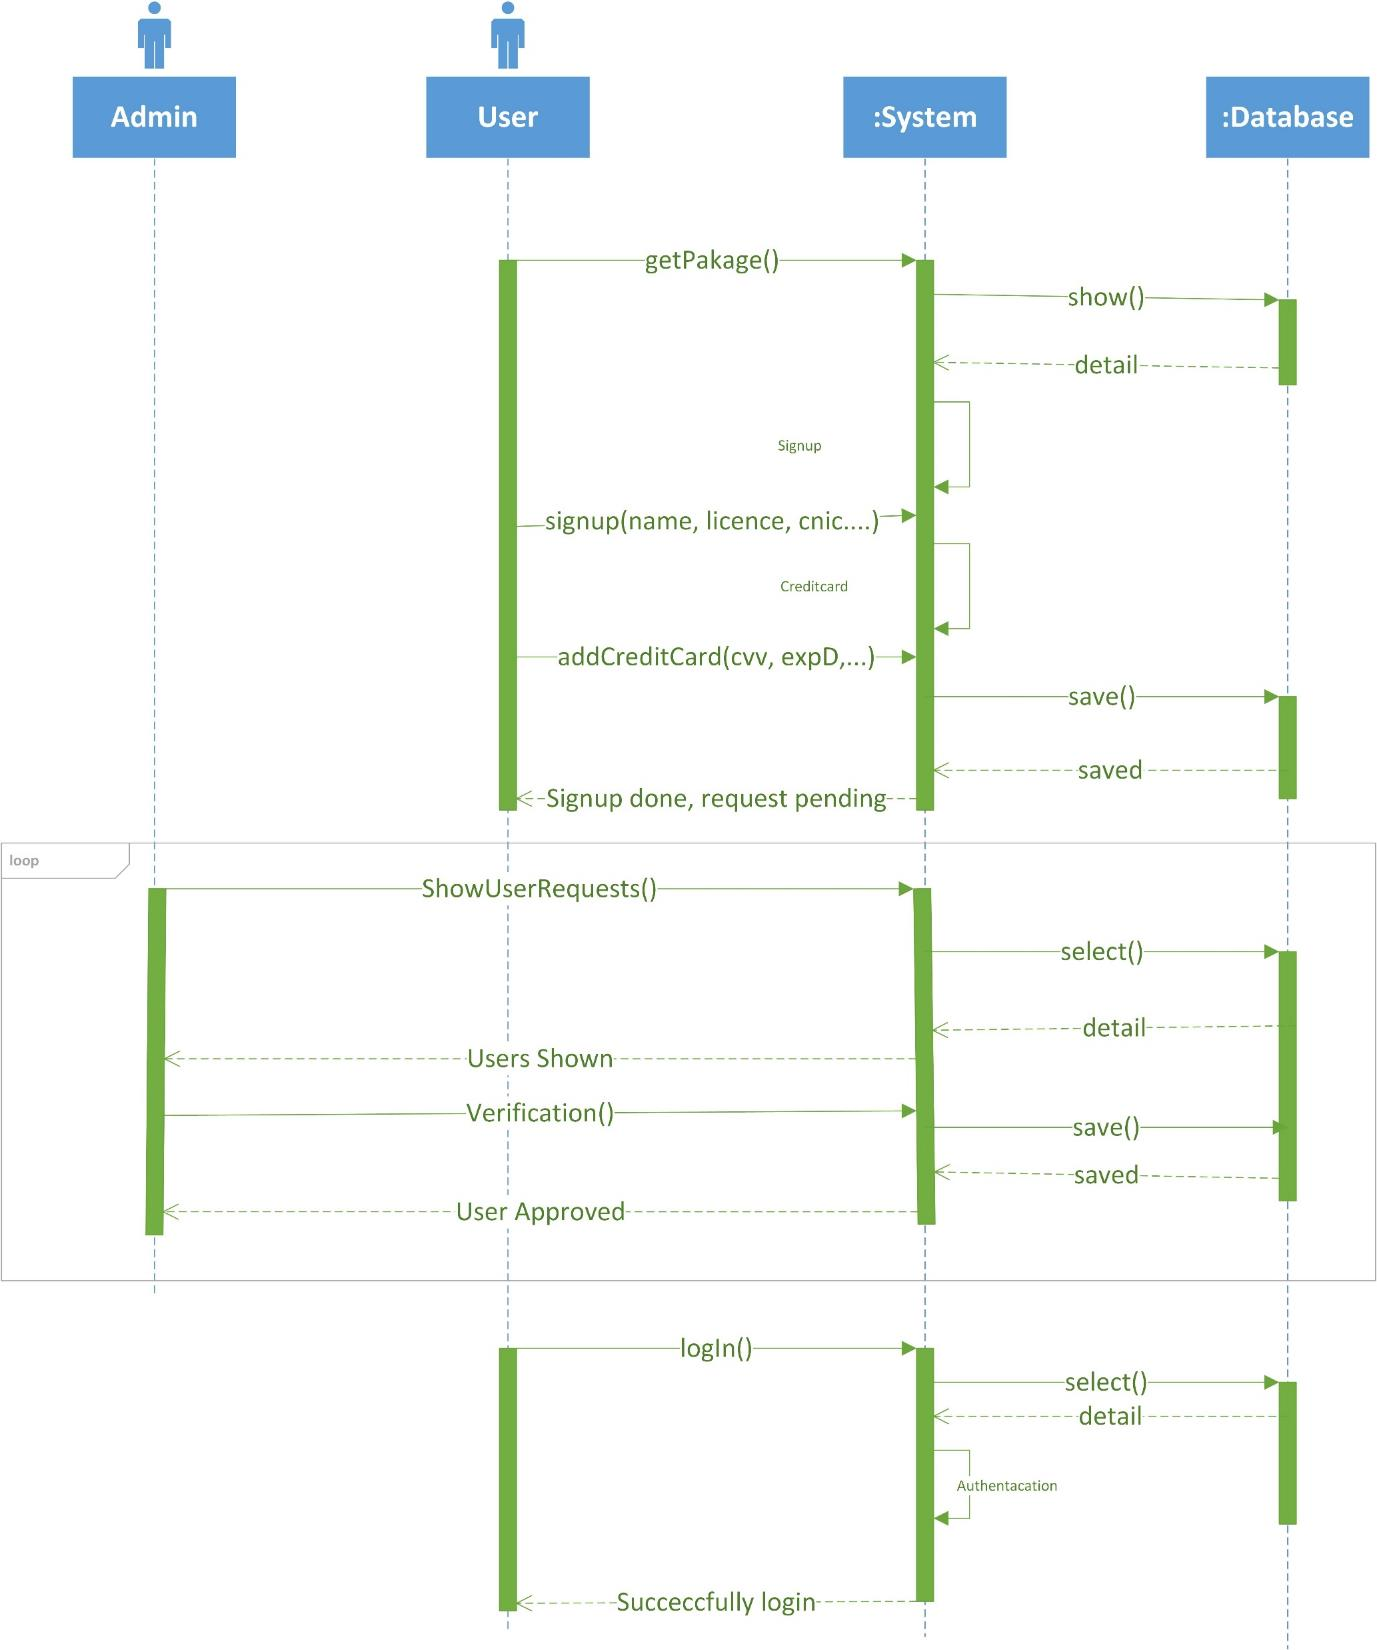 Admin
User
:System
:Database
getPakage()
show()
detail
Signup
signup(name, licence, cnic....)
Creditcard
addCreditCard(cvv, expD,...)
save()
saved
Signup done, request pending
loop
ShowUserRequests()
select()
detail
Users Shown
Verification()
save()
saved
User Approved
logIn()
select()
detail
Authentacation
Succeccfully login